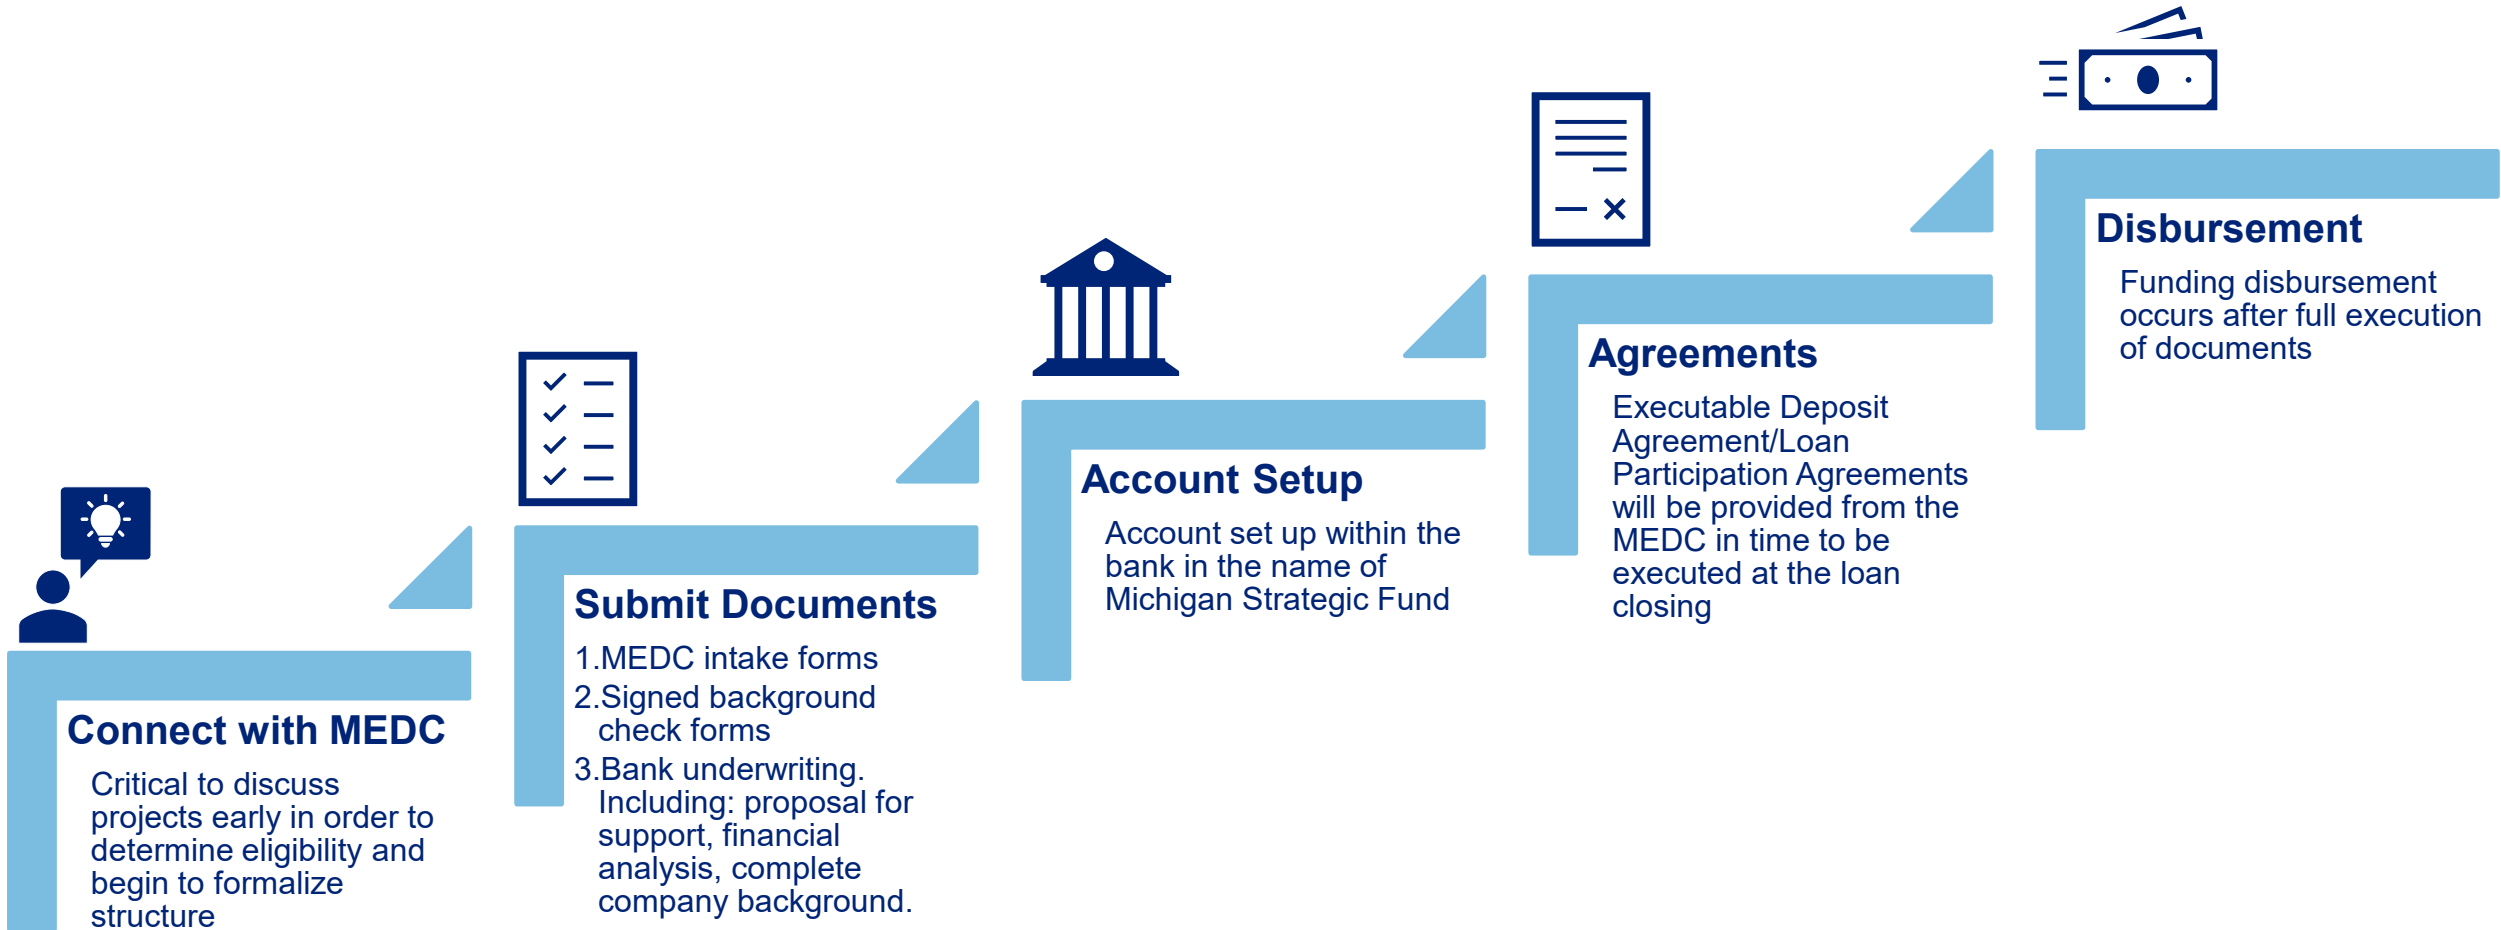 Connect with MEDC
Critical to discuss
projects early in order to
determine eligibility and
begin to formalize
structure
Submit Documents
1.MEDC intake forms
2.Signed background
check forms
3.Bank underwriting.
Including: proposal for
support, financial
analysis, complete
company background.
Account Setup
Account set up within the
bank in the name of
Michigan Strategic Fund
Agreements
Executable Deposit
Agreement/Loan
Participation Agreements
will be provided from the
MEDC in time to be
executed at the loan
closing
Disbursement
Funding disbursement
occurs after full execution
of documents